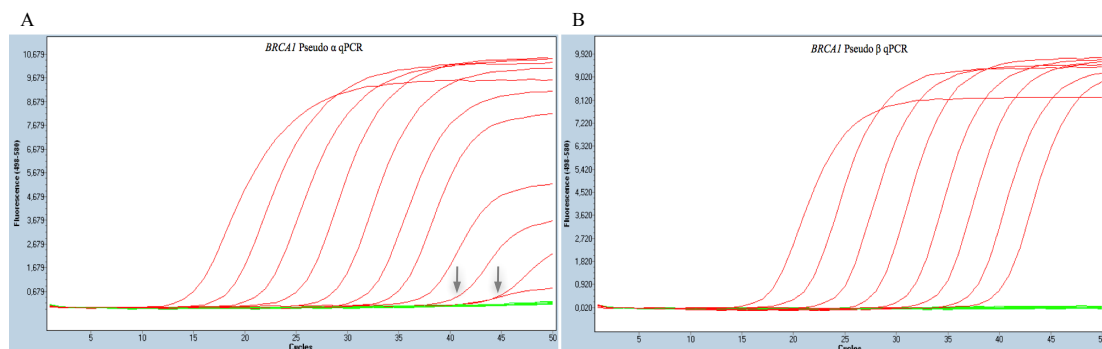 A
BRCA1 Pseudo α qPCR
10,679
9,679
8,679
7,679
6,679
5,679
4,679
3,679
2,679
1,679
0,679
Fluorescence (498-580)
5 10 15 20 25 30 35 40 45 50
Cycles
B
BRCA1 Pseudo β qPCR
9,920
9,020
8,120
7,220
6,320
5,420
4,520
3,620
2,720
1,820
0,920
0,020
Fluorescence (498-580)
5 10 15 20 25 30 35 40 45
Cycles